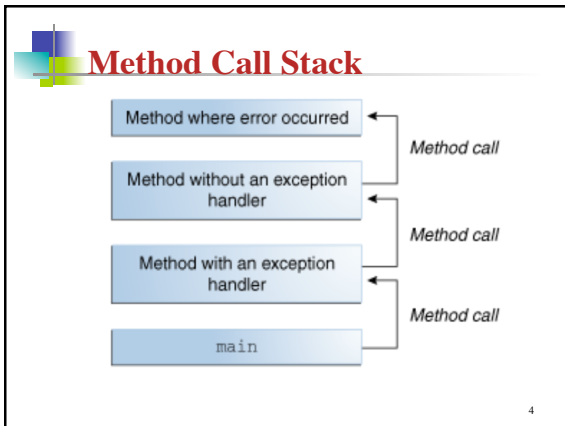 Method Call Stack
Method where error occurred
Method call
Method without an exception
handler
Method call
Method with an exception
handler
Method call
main
4